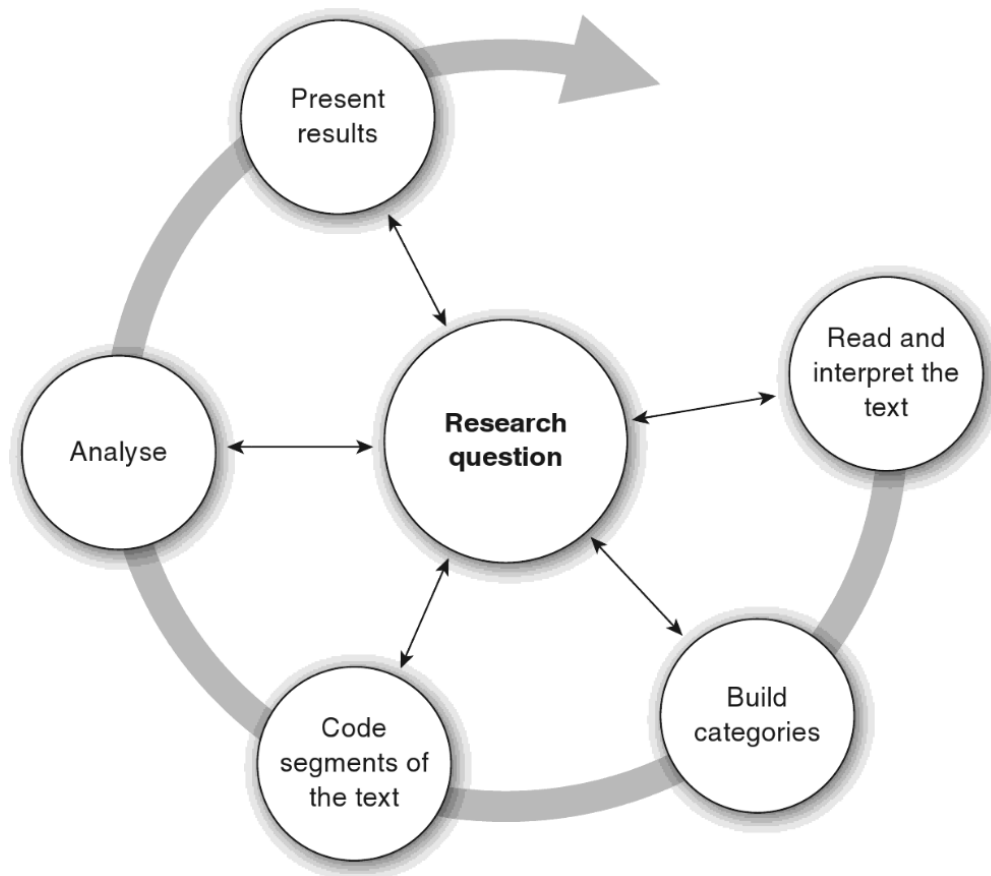 Present
results
Read and
interpret the
text
Research
question
Analyse
Build
categories
Code
segments of
the text